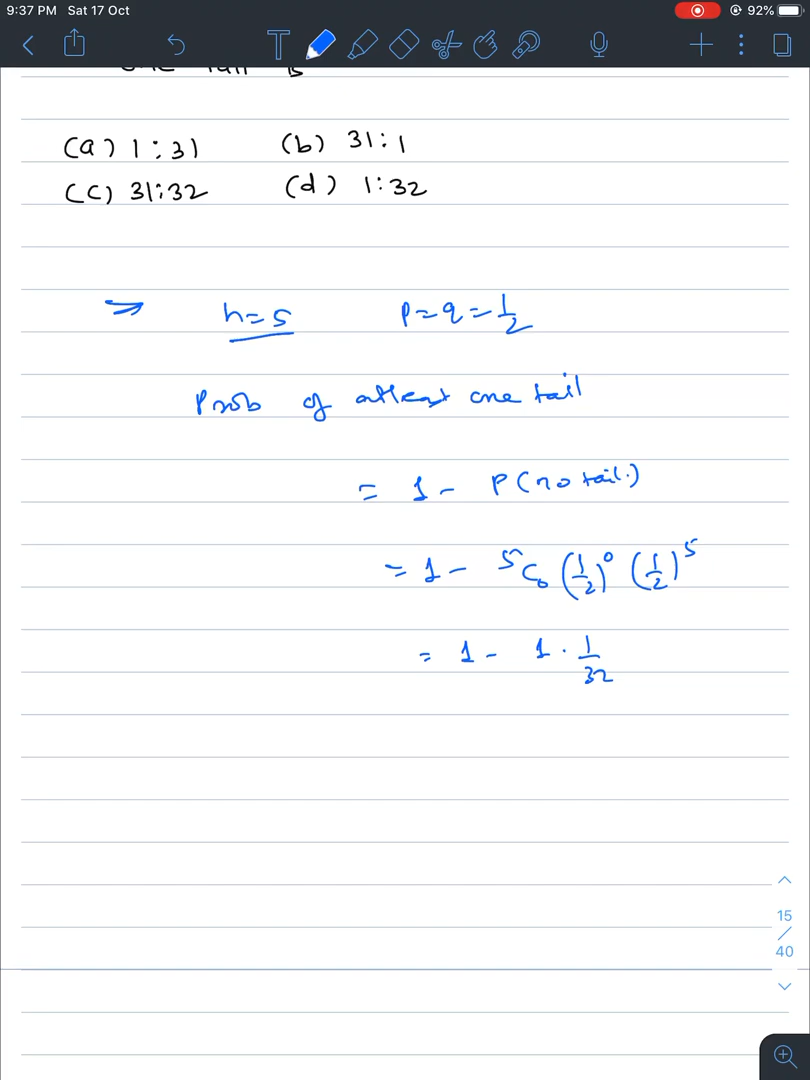 9:37 PM Sat 17 Oct
92%
T
(a) 1 : 31 (b) 31 : 1
(c) 31 : 32 (d) 1 : 32
⇒ n = 5 p = q = 1/2
Prob of atleast one tail
= 1 - P(no tail.)
= 1 - ⁵C₀ (1/2)⁰ (1/2)⁵
= 1 - 1 . 1/32
15
/
40